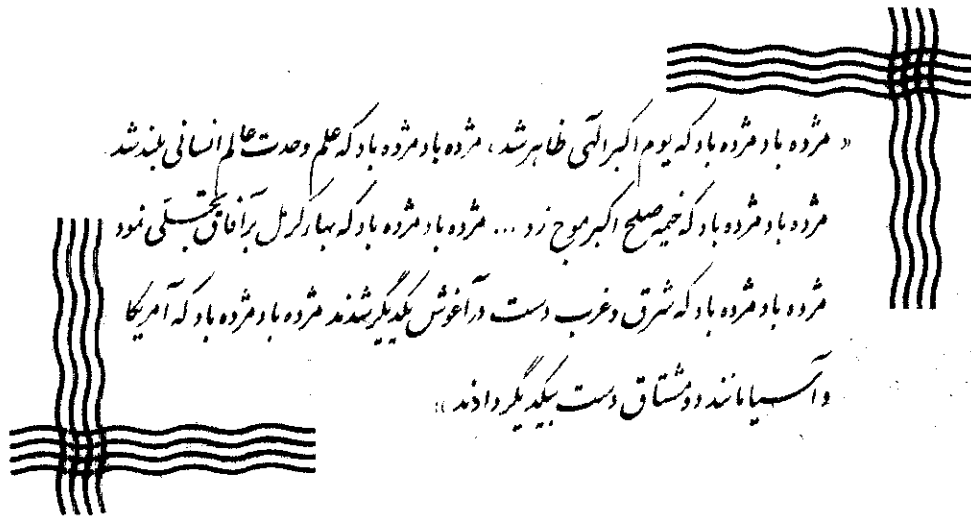 « مژده باد مژده باد که یوم اکبر الهی ظاهر شد ، مژده باد مژده باد که علم وحدت عالم انسانی بلند شد
مژده باد مژده باد که خیمه صلح اکبر موج زد ... مژده باد مژده باد که بهار کرمل بر آفاق تجلّی نمود
مژده باد مژده باد که شرق و غرب دست در آغوش یکدیگر شدند مژده باد مژده باد که آمریکا
و آسیا مانند دو مشتاق دست بیکدیگر دادند »